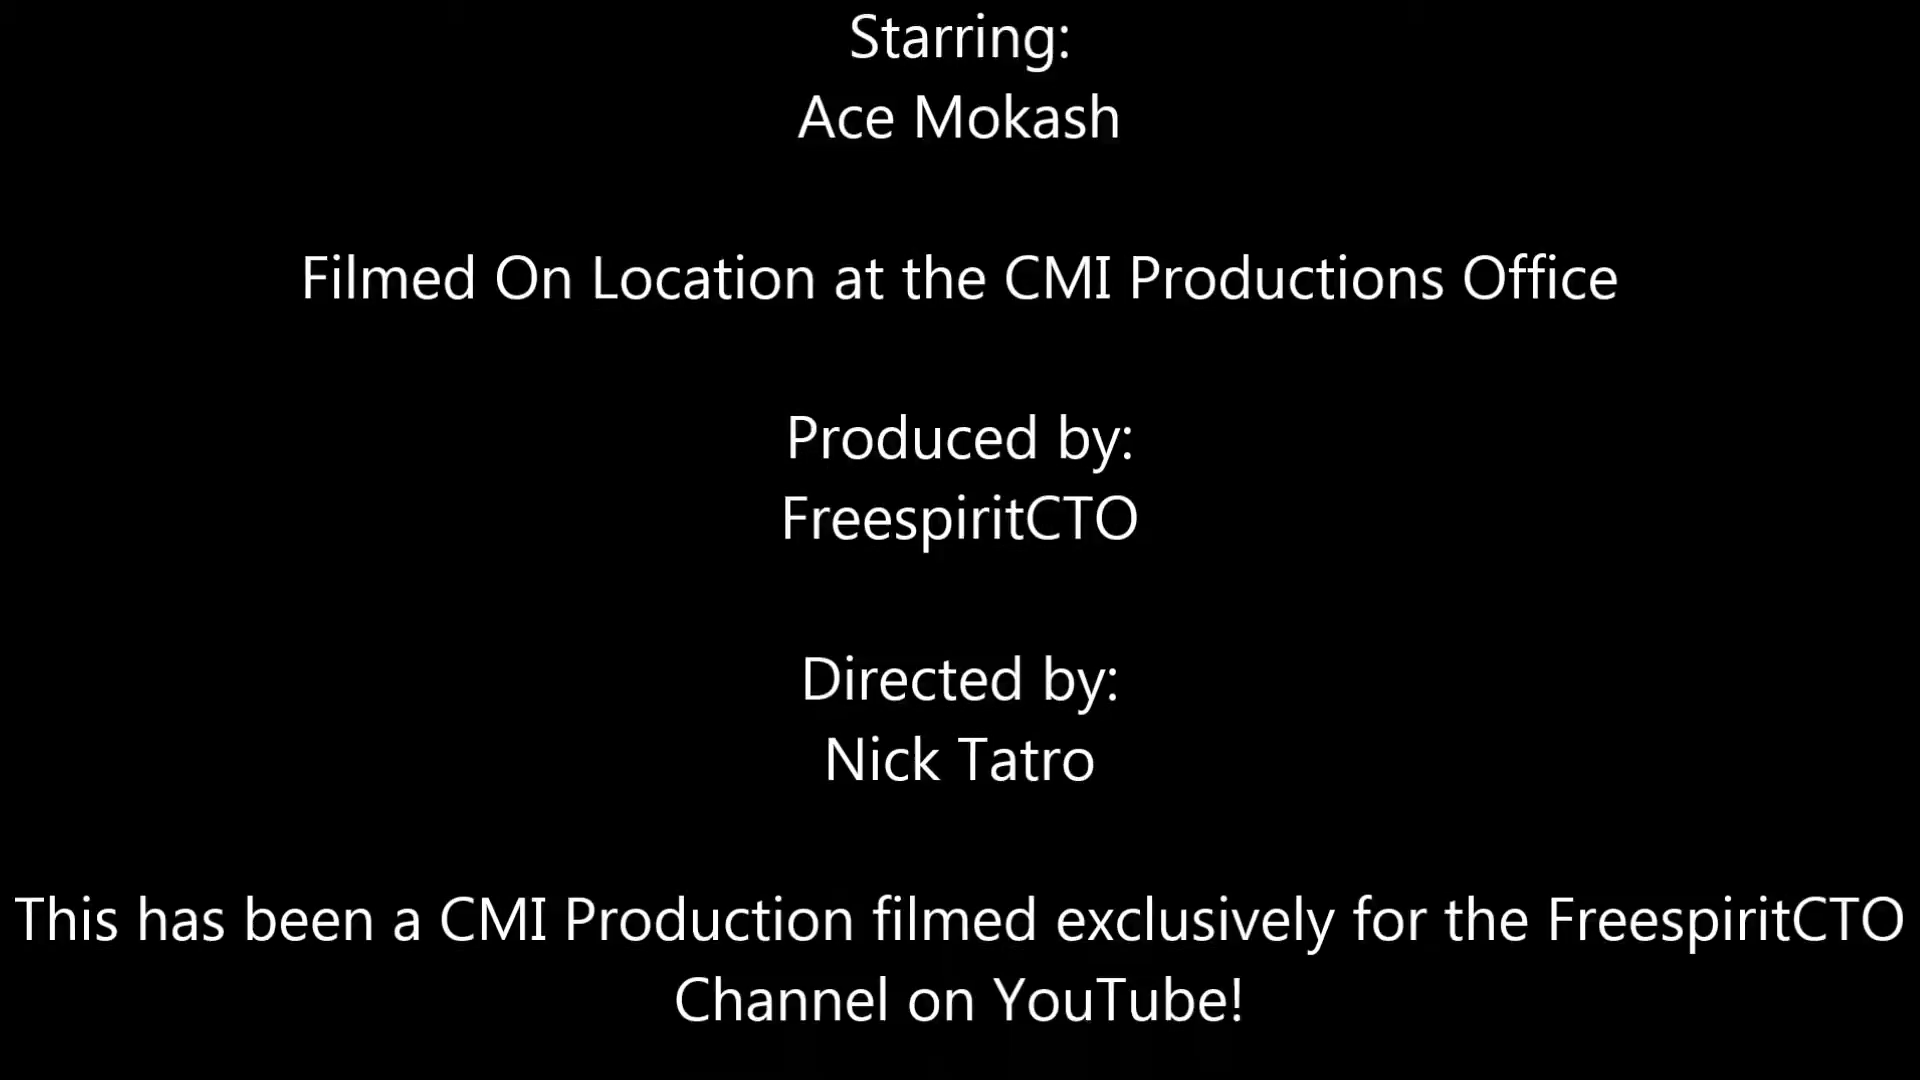 Starring:
Ace Mokash
Filmed On Location at the CMI Productions Office
Produced by:
FreespiritCTO
Directed by:
Nick Tatro
This has been a CMI Production filmed exclusively for the FreespiritCTO
Channel on YouTube!